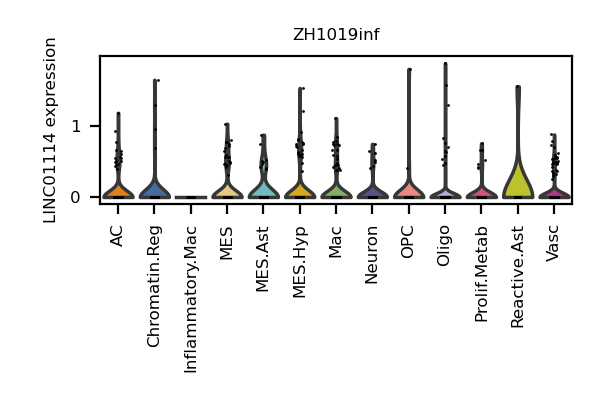 ZH1019inf
LINC01114 expression
1
0
AC
Chromatin.Reg
Inflammatory.Mac
MES
MES.Ast
MES.Hyp
Mac
Neuron
OPC
Oligo
Prolif.Metab
Reactive.Ast
Vasc